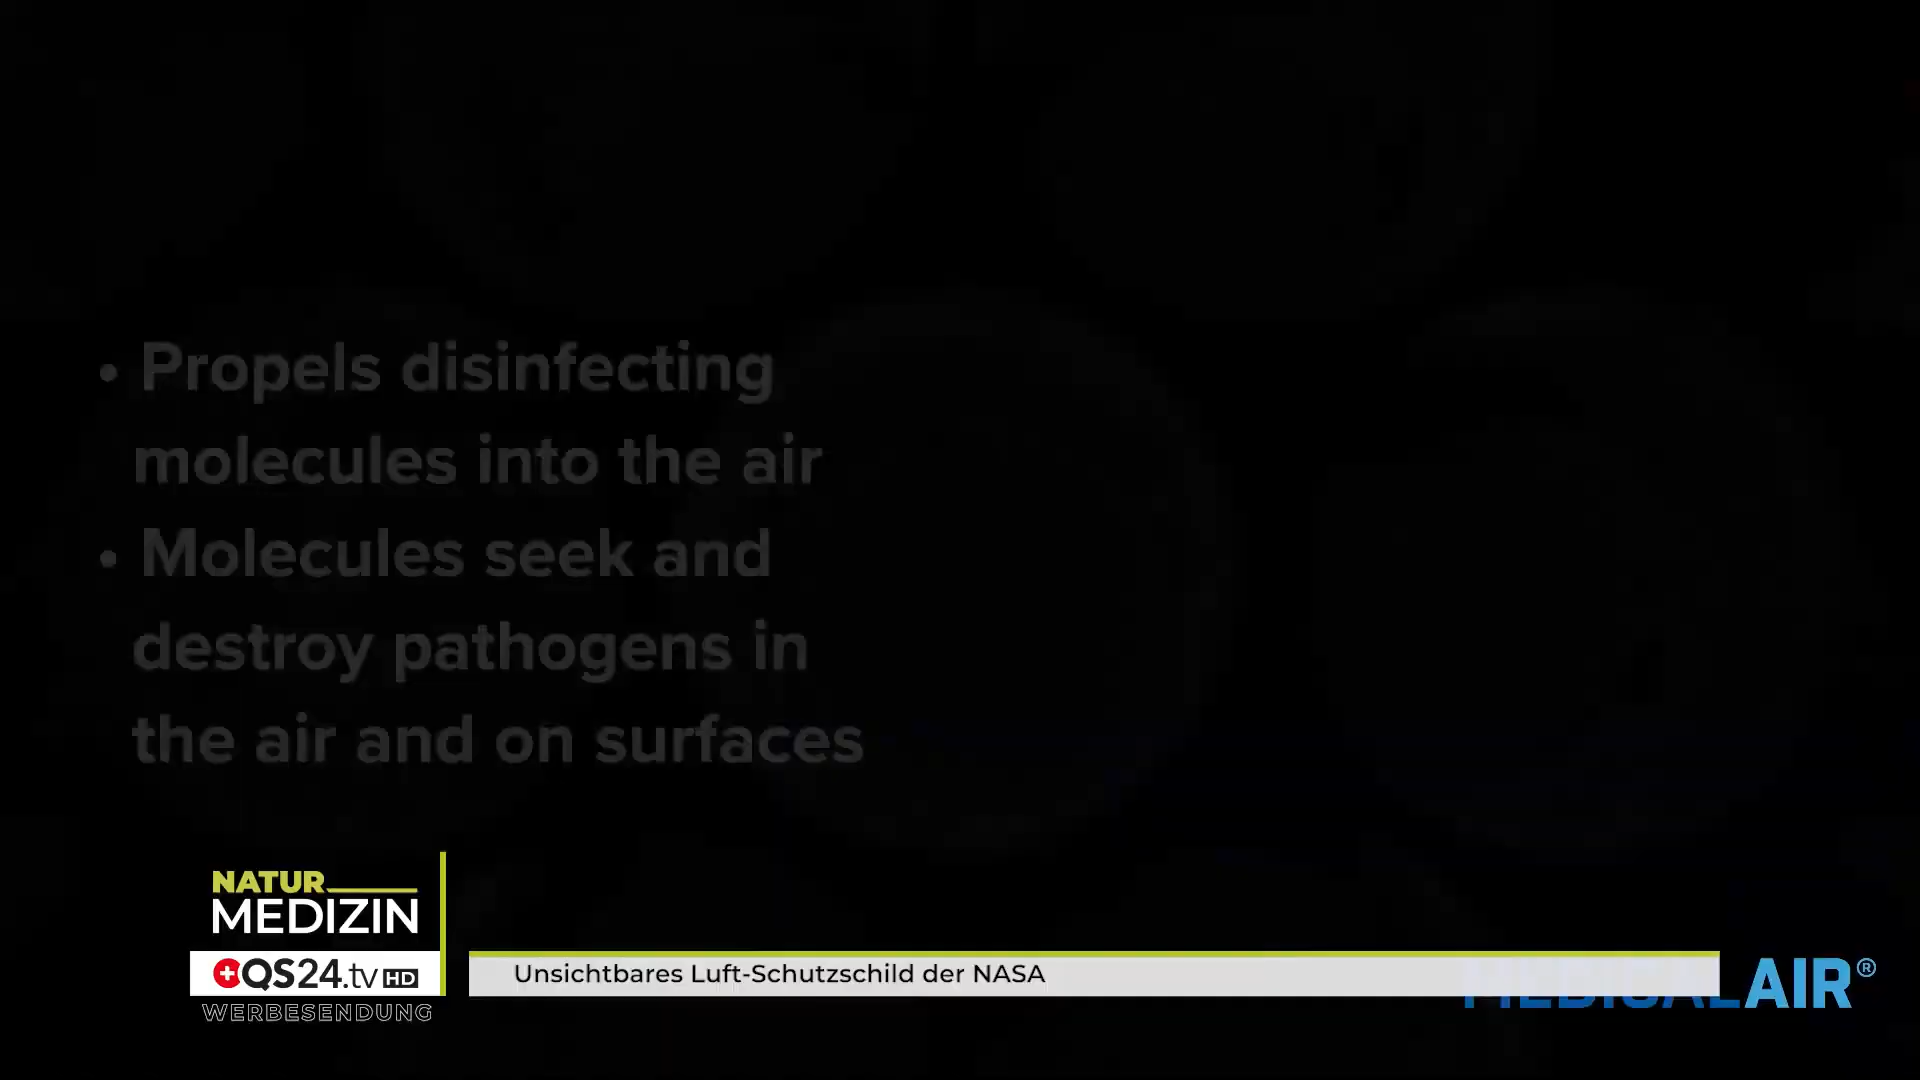 • Propels disinfecting
molecules into the air
• Molecules seek and
destroy pathogens in
the air and on surfaces
NATUR
MEDIZIN
QS24.tv HD
WERBESENDUNG
Unsichtbares Luft-Schutzschild der NASA
MEDICALAIR®